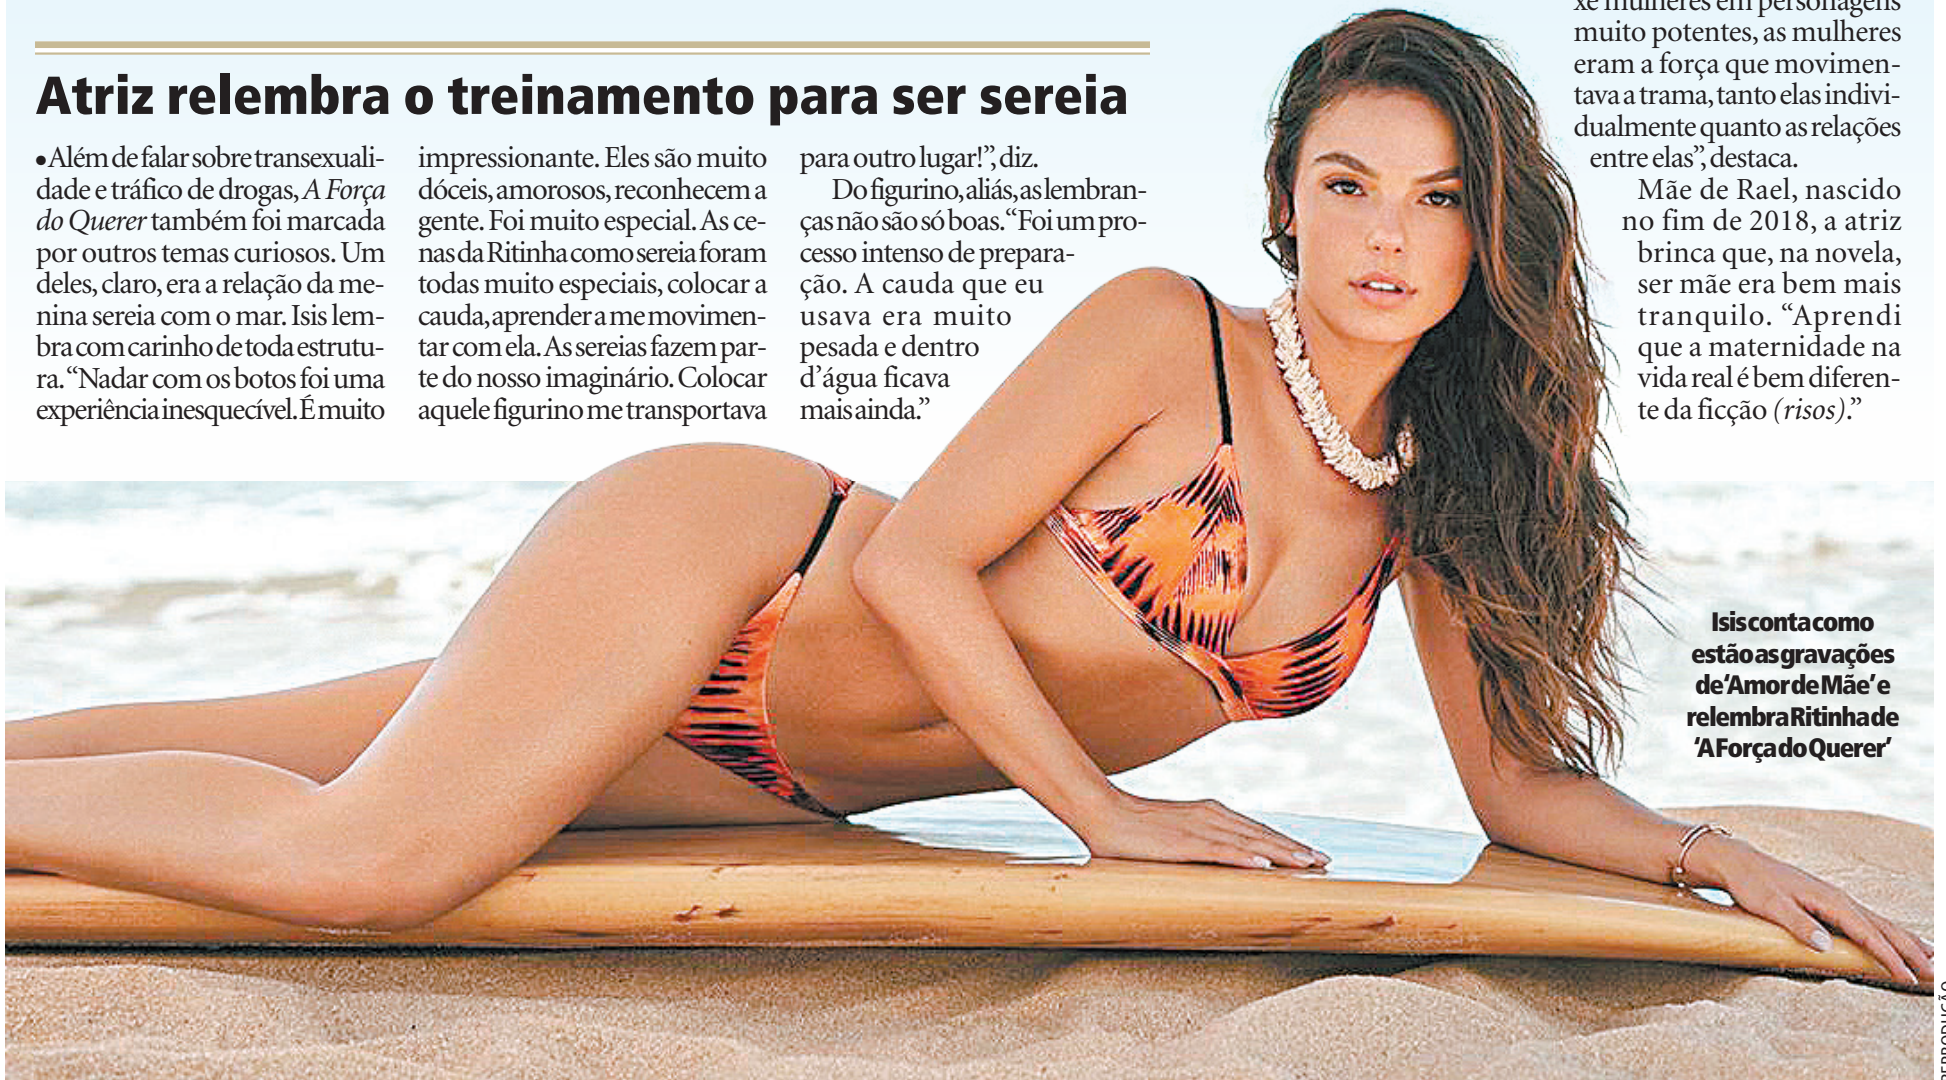 Atriz relembra o treinamento para ser sereia
•Além de falar sobre transexuali-
dade e tráfico de drogas, A Força
do Querer também foi marcada
por outros temas curiosos. Um
deles, claro, era a relação da me-
nina sereia com o mar. Isis lem-
bra com carinho de toda estrutu-
ra. “Nadar com os botos foi uma
experiência inesquecível. É muito
impressionante. Eles são muito
dóceis, amorosos, reconhecem a
gente. Foi muito especial. As ce-
nas da Ritinha como sereia foram
todas muito especiais, colocar a
cauda, aprender a me movimen-
tar com ela. As sereias fazem par-
te do nosso imaginário. Colocar
aquele figurino me transportava
para outro lugar!”, diz.
Do figurino, aliás, as lembran-
ças não são só boas. “Foi um pro-
cesso intenso de prepara-
ção. A cauda que eu
usava era muito
pesada e dentro
d’água ficava
mais ainda.”
xe mulheres em personagens
muito potentes, as mulheres
eram a força que movimen-
tava a trama, tanto elas indivi-
dualmente quanto as relações
entre elas”, destaca.
Mãe de Rael, nascido
no fim de 2018, a atriz
brinca que, na novela,
ser mãe era bem mais
tranquilo. “Aprendi
que a maternidade na
vida real é bem diferen-
te da ficção (risos).”
Isis conta como
estão as gravações
de ‘Amor de Mãe’ e
relembra Ritinha de
‘A Força do Querer’
REPRODUÇÃO